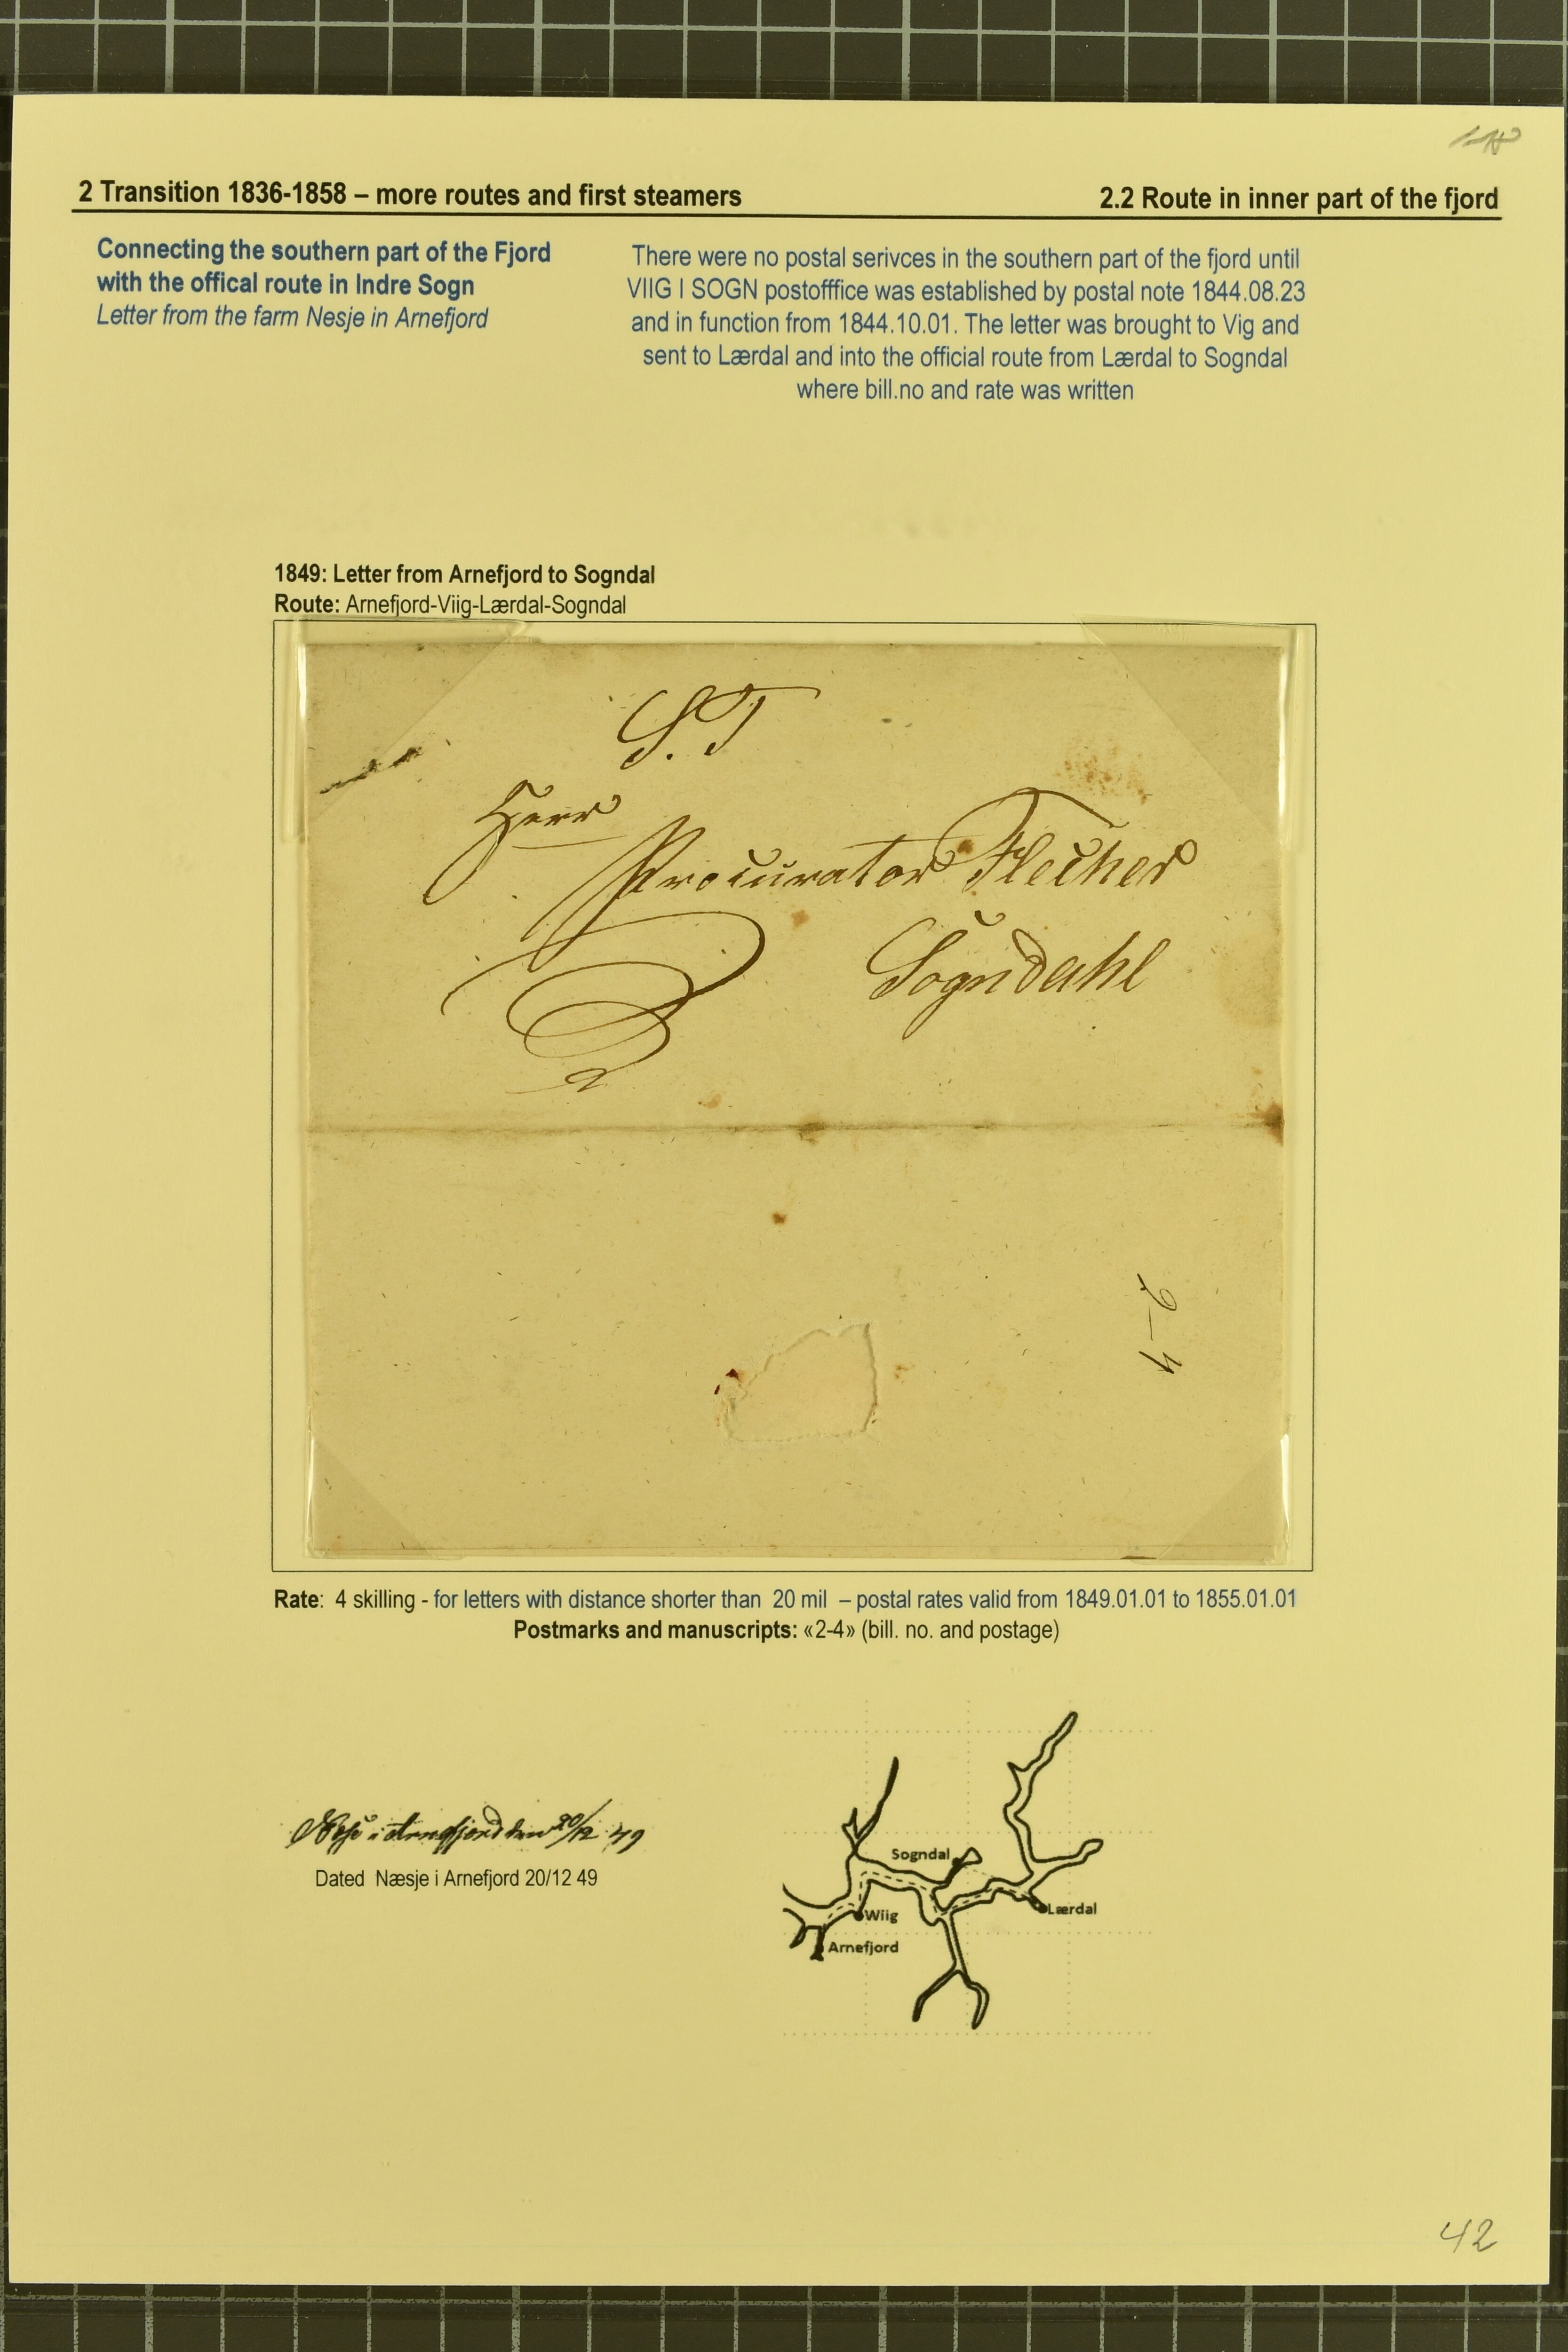 2 Transition 1836-1858 – more routes and first steamers
2.2 Route in inner part of the fjord
Connecting the southern part of the Fjord
with the offical route in Indre Sogn
Letter from the farm Nesje in Arnefjord
There were no postal serivces in the southern part of the fjord until
VIIG I SOGN postofffice was established by postal note 1844.08.23
and in function from 1844.10.01. The letter was brought to Vig and
sent to Lærdal and into the official route from Lærdal to Sogndal
where bill.no and rate was written
1849: Letter from Arnefjord to Sogndal
Route: Arnefjord-Viig-Lærdal-Sogndal
S. T
Herr
Procurator Fleicher
Sogndahl
2-4
Rate: 4 skilling - for letters with distance shorter than 20 mil – postal rates valid from 1849.01.01 to 1855.01.01
Postmarks and manuscripts: «2-4» (bill. no. and postage)
i Arnefjord den 20/12 49
Dated Næsje i Arnefjord 20/12 49
Sogndal
Wiig
Lærdal
Arnefjord
42